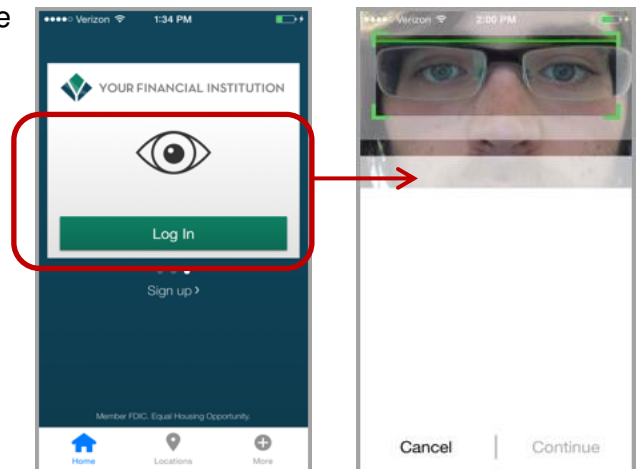 e
●●●●○ Verizon 1:34 PM
YOUR FINANCIAL INSTITUTION
Log In
Sign up >
Member FDIC. Equal Housing Opportunity.
Home Locations More
Verizon 2:00 PM
Cancel | Continue